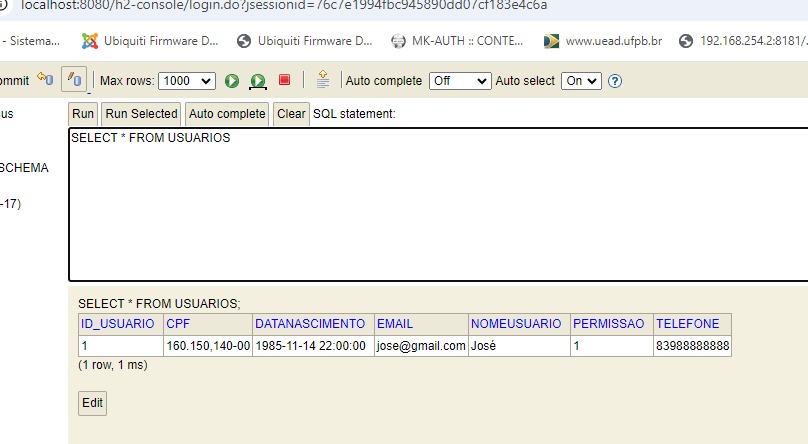 localhost:8080/h2-console/login.do?jsessionid=76c7e1994fbc945890dd07cf183e4c6a
- Sistema... Ubiquiti Firmware D... Ubiquiti Firmware D... MK-AUTH :: CONTE... www.uead.ufpb.br 192.168.254.2:8181/...
ommit Max rows: 1000 Auto complete Off Auto select On
us Run Run Selected Auto complete Clear SQL statement:
SELECT * FROM USUARIOS
SCHEMA
-17)
SELECT * FROM USUARIOS;
ID_USUARIO CPF DATANASCIMENTO EMAIL NOMEUSUARIO PERMISSAO TELEFONE
1 160.150,140-00 1985-11-14 22:00:00 jose@gmail.com José 1 83988888888
(1 row, 1 ms)
Edit